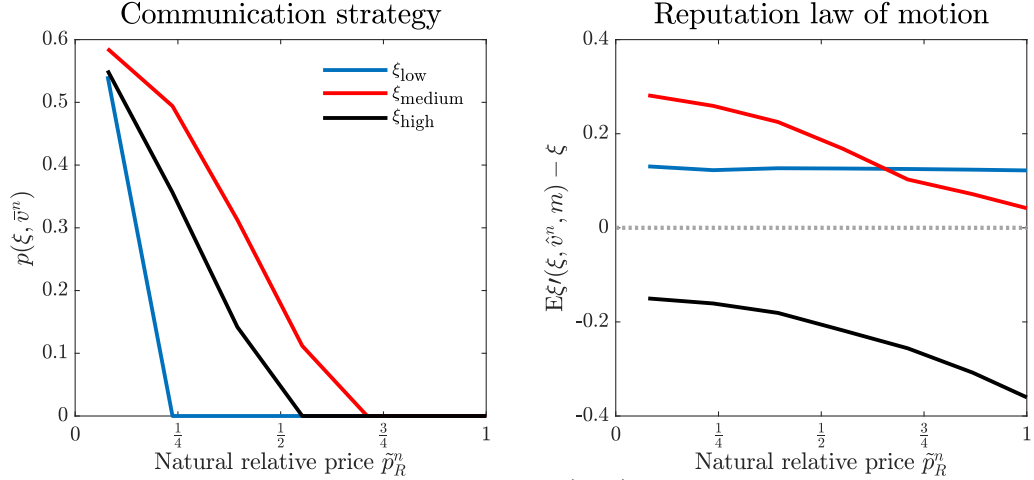 Communication strategy
0.6
0.5
0.4
0.3
0.2
0.1
0
p(ξ, v̄ⁿ)
ξ_low
ξ_medium
ξ_high
0 1/4 1/2 3/4 1
Natural relative price p̃ⁿ_R
Reputation law of motion
0.4
0.2
0
-0.2
-0.4
Eξ′(ξ, v̂ⁿ, m) − ξ
0 1/4 1/2 3/4 1
Natural relative price p̃ⁿ_R